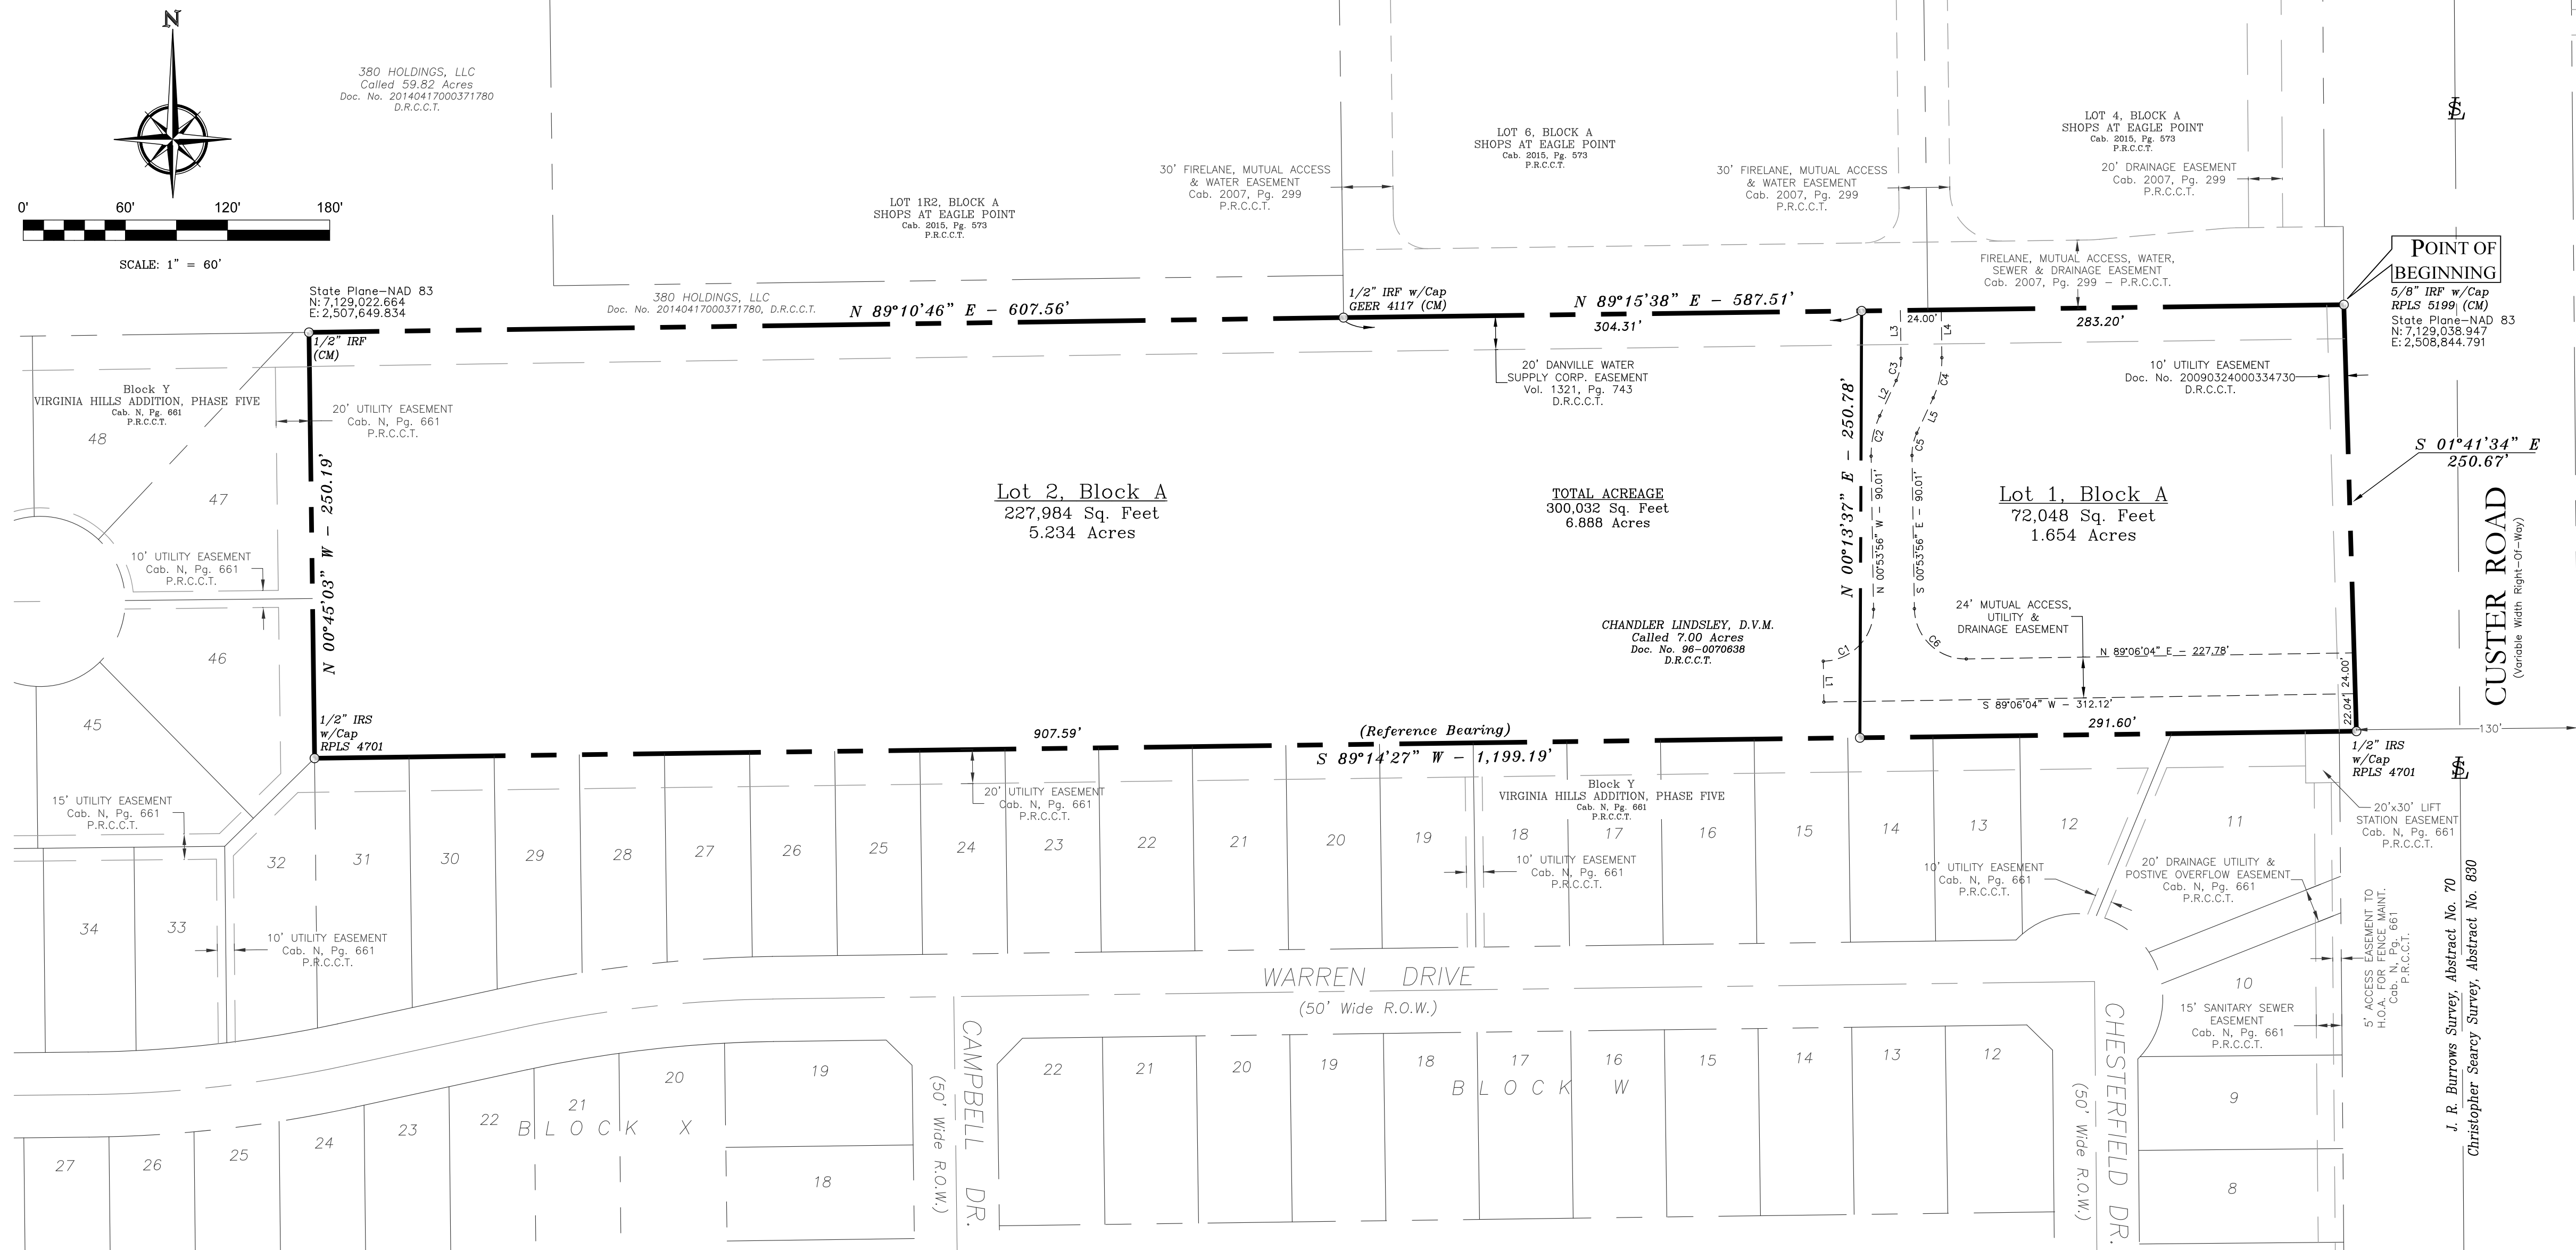 N
0' 60' 120' 180'
SCALE: 1" = 60'
380 HOLDINGS, LLC
Called 59.82 Acres
Doc. No. 20140417000371780
D.R.C.C.T.
LOT 1R2, BLOCK A
SHOPS AT EAGLE POINT
Cab. 2015, Pg. 573
P.R.C.C.T.
30' FIRELANE, MUTUAL ACCESS
& WATER EASEMENT
Cab. 2007, Pg. 299
P.R.C.C.T.
LOT 6, BLOCK A
SHOPS AT EAGLE POINT
Cab. 2015, Pg. 573
P.R.C.C.T.
30' FIRELANE, MUTUAL ACCESS
& WATER EASEMENT
Cab. 2007, Pg. 299
P.R.C.C.T.
LOT 4, BLOCK A
SHOPS AT EAGLE POINT
Cab. 2015, Pg. 573
P.R.C.C.T.
20' DRAINAGE EASEMENT
Cab. 2007, Pg. 299
P.R.C.C.T.
SL
FIRELANE, MUTUAL ACCESS, WATER,
SEWER & DRAINAGE EASEMENT
Cab. 2007, Pg. 299 - P.R.C.C.T.
POINT OF
BEGINNING
5/8" IRF w/Cap
RPLS 5199 (CM)
State Plane-NAD 83
N: 7,129,038.947
E: 2,508,844.791
State Plane-NAD 83
N: 7,129,022.664
E: 2,507,649.834
380 HOLDINGS, LLC
Doc. No. 20140417000371780, D.R.C.C.T.
N 89°10'46" E - 607.56'
1/2" IRF w/Cap
GEER 4117 (CM)
N 89°15'38" E - 587.51'
304.31'
24.00'
283.20'
1/2" IRF
(CM)
Block Y
VIRGINIA HILLS ADDITION, PHASE FIVE
Cab. N, Pg. 661
P.R.C.C.T.
48
20' UTILITY EASEMENT
Cab. N, Pg. 661
P.R.C.C.T.
20' DANVILLE WATER
SUPPLY CORP. EASEMENT
Vol. 1321, Pg. 743
D.R.C.C.T.
10' UTILITY EASEMENT
Doc. No. 20090324000334730
D.R.C.C.T.
L3
L4
C3
C4
L2
L5
C2
C5
N 00°13'37" E - 250.78'
N 00°53'56" W - 90.01'
S 00°53'56" E - 90.01'
S 01°41'34" E
250.67'
N 00°45'03" W - 250.19'
47
Lot 2, Block A
227,984 Sq. Feet
5.234 Acres
TOTAL ACREAGE
300,032 Sq. Feet
6.888 Acres
Lot 1, Block A
72,048 Sq. Feet
1.654 Acres
CUSTER ROAD
(Variable Width Right-Of-Way)
10' UTILITY EASEMENT
Cab. N, Pg. 661
P.R.C.C.T.
46
CHANDLER LINDSLEY, D.V.M.
Called 7.00 Acres
Doc. No. 96-0070638
D.R.C.C.T.
24' MUTUAL ACCESS,
UTILITY &
DRAINAGE EASEMENT
C1
C6
L1
N 89°06'04" E - 227.78'
24.00'
S 89°06'04" W - 312.12'
22.04'
45
1/2" IRS
w/Cap
RPLS 4701
907.59'
(Reference Bearing)
S 89°14'27" W - 1,199.19'
291.60'
130'
1/2" IRS
w/Cap
RPLS 4701
SL
15' UTILITY EASEMENT
Cab. N, Pg. 661
P.R.C.C.T.
20' UTILITY EASEMENT
Cab. N, Pg. 661
P.R.C.C.T.
Block Y
VIRGINIA HILLS ADDITION, PHASE FIVE
Cab. N, Pg. 661
P.R.C.C.T.
20'x30' LIFT
STATION EASEMENT
Cab. N, Pg. 661
P.R.C.C.T.
32 31 30 29 28 27 26 25 24 23 22 21 20 19 18 17 16 15 14 13 12 11
10' UTILITY EASEMENT
Cab. N, Pg. 661
P.R.C.C.T.
10' UTILITY EASEMENT
Cab. N, Pg. 661
P.R.C.C.T.
20' DRAINAGE UTILITY &
POSTIVE OVERFLOW EASEMENT
Cab. N, Pg. 661
P.R.C.C.T.
34 33
10' UTILITY EASEMENT
Cab. N, Pg. 661
P.R.C.C.T.
5' ACCESS EASEMENT TO
H.O.A. FOR FENCE MAINT.
Cab. N, Pg. 661
P.R.C.C.T.
J. R. Burrows Survey, Abstract No. 70
Christopher Searcy Survey, Abstract No. 830
WARREN DRIVE
(50' Wide R.O.W.)
10
15' SANITARY SEWER
EASEMENT
Cab. N, Pg. 661
P.R.C.C.T.
CAMPBELL DR.
(50' Wide R.O.W.)
CHESTERFIELD DR.
(50' Wide R.O.W.)
27 26 25 24 23 22 21 20 19
BLOCK X
18
22 21 20 19 18 17 16 15 14 13 12
BLOCK W
9
8